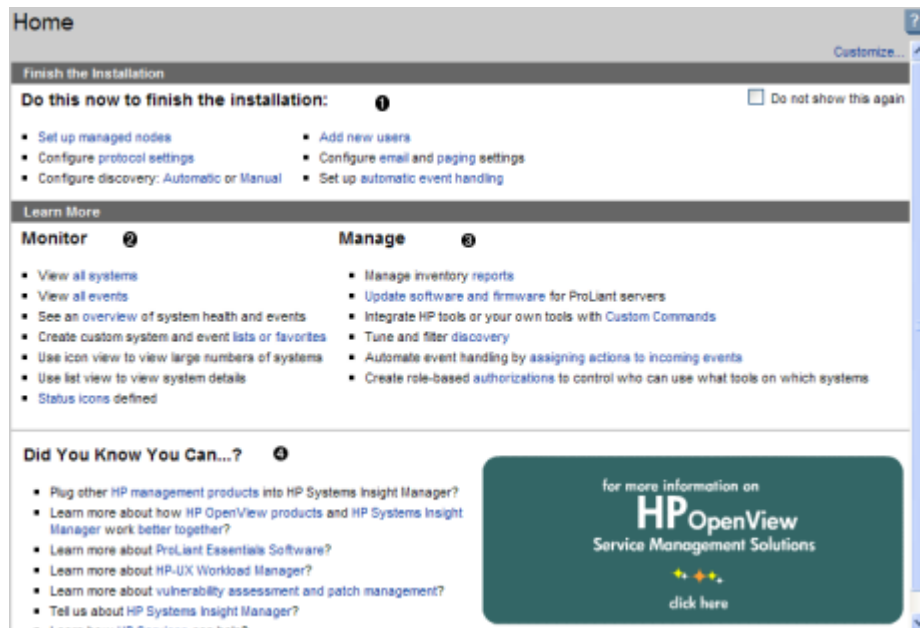 Home
?
Customize...
Finish the Installation
Do this now to finish the installation: ❶
Do not show this again
▪ Set up managed nodes
▪ Configure protocol settings
▪ Configure discovery: Automatic or Manual
▪ Add new users
▪ Configure email and paging settings
▪ Set up automatic event handling
Learn More
Monitor ❷
▪ View all systems
▪ View all events
▪ See an overview of system health and events
▪ Create custom system and event lists or favorites
▪ Use icon view to view large numbers of systems
▪ Use list view to view system details
▪ Status icons defined
Manage ❸
▪ Manage inventory reports
▪ Update software and firmware for ProLiant servers
▪ Integrate HP tools or your own tools with Custom Commands
▪ Tune and filter discovery
▪ Automate event handling by assigning actions to incoming events
▪ Create role-based authorizations to control who can use what tools on which systems
Did You Know You Can...? ❹
▪ Plug other HP management products into HP Systems Insight Manager?
▪ Learn more about how HP OpenView products and HP Systems Insight
Manager work better together?
▪ Learn more about ProLiant Essentials Software?
▪ Learn more about HP-UX Workload Manager?
▪ Learn more about vulnerability assessment and patch management?
▪ Tell us about HP Systems Insight Manager?
for more information on
HP OpenView
Service Management Solutions
click here